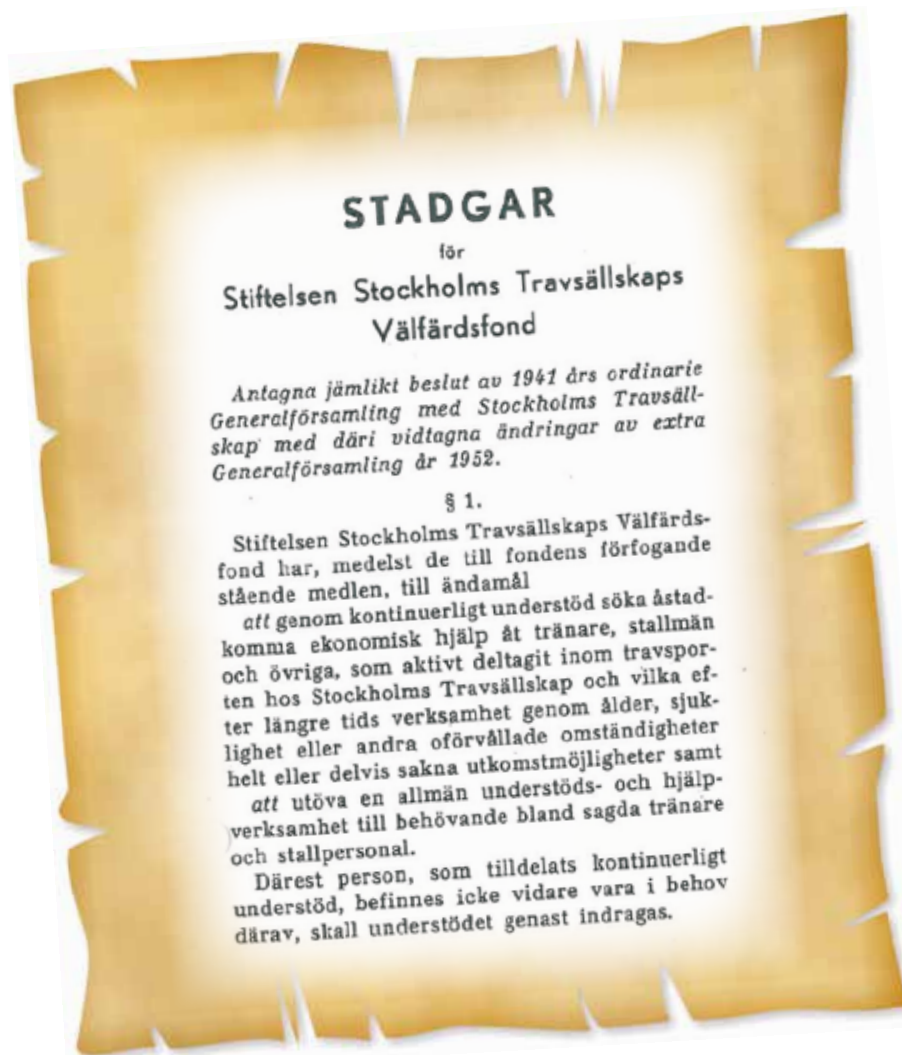 STADGAR
för
Stiftelsen Stockholms Travsällskaps
Välfärdsfond
Antagna jämlikt beslut av 1941 års ordinarie
Generalförsamling med Stockholms Travsäll-
skap med däri vidtagna ändringar av extra
Generalförsamling år 1952.
§ 1.
Stiftelsen Stockholms Travsällskaps Välfärds-
fond har, medelst de till fondens förfogande
stående medlen, till ändamål
att genom kontinuerligt understöd söka åstad-
komma ekonomisk hjälp åt tränare, stallmän
och övriga, som aktivt deltagit inom travspor-
ten hos Stockholms Travsällskap och vilka ef-
ter längre tids verksamhet genom ålder, sjuk-
lighet eller andra oförvållade omständigheter
helt eller delvis sakna utkomstmöjligheter samt
att utöva en allmän understöds- och hjälp-
verksamhet till behövande bland sagda tränare
och stallpersonal.
Därest person, som tilldelats kontinuerligt
understöd, befinnes icke vidare vara i behov
därav, skall understödet genast indragas.